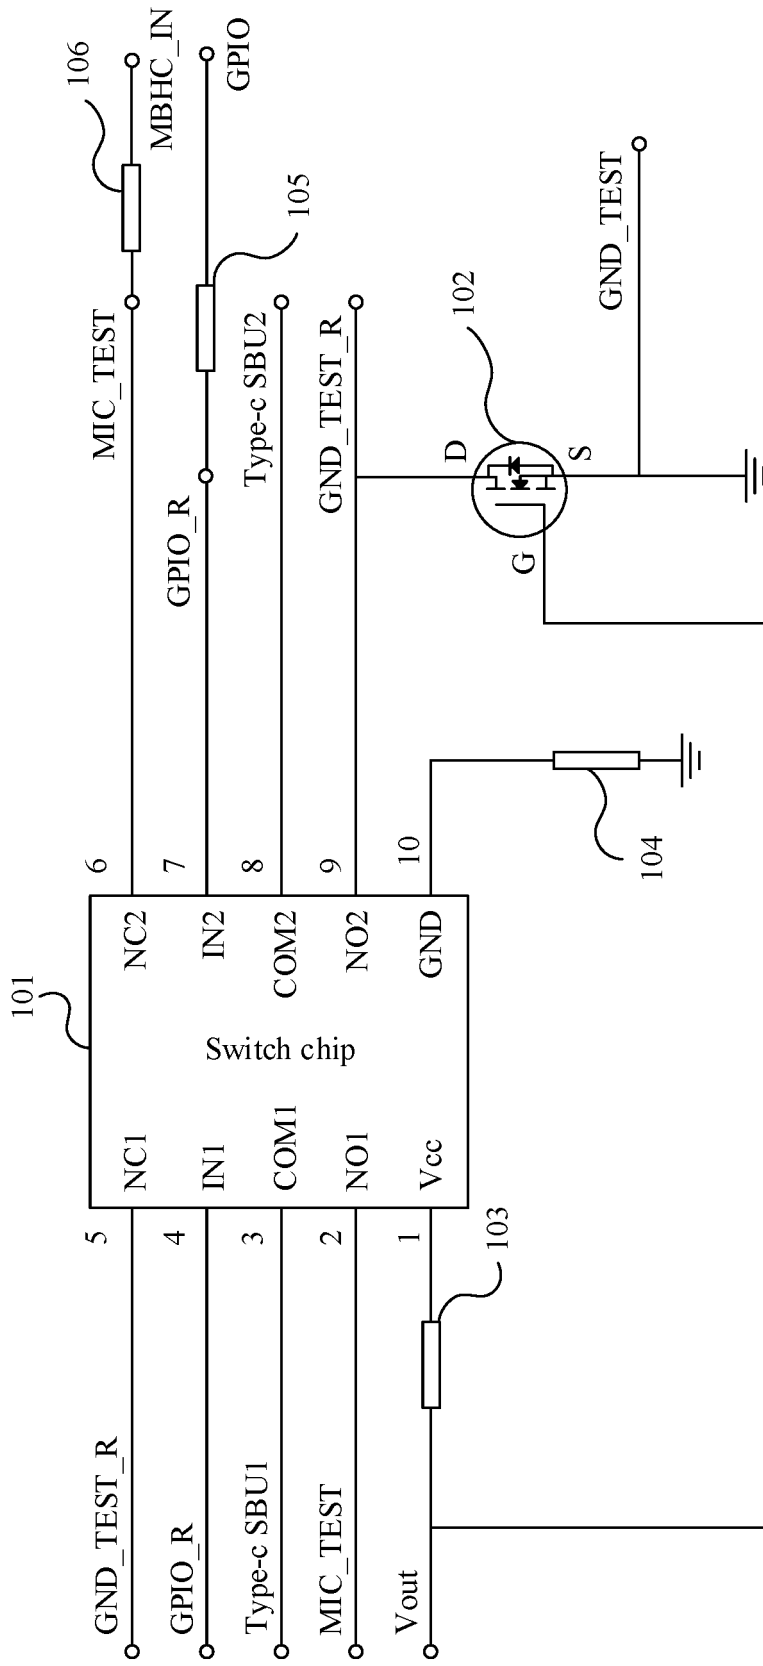 101
Switch chip
NC1
IN1
COM1
NO1
Vcc
NC2
IN2
COM2
NO2
GND
5
4
3
2
1
6
7
8
9
10
GND_TEST_R
GPIO_R
Type-c SBU1
MIC_TEST
Vout
103
MIC_TEST
106
MBHC_IN
GPIO_R
105
GPIO
Type-c SBU2
GND_TEST_R
104
102
D
G
S
GND_TEST